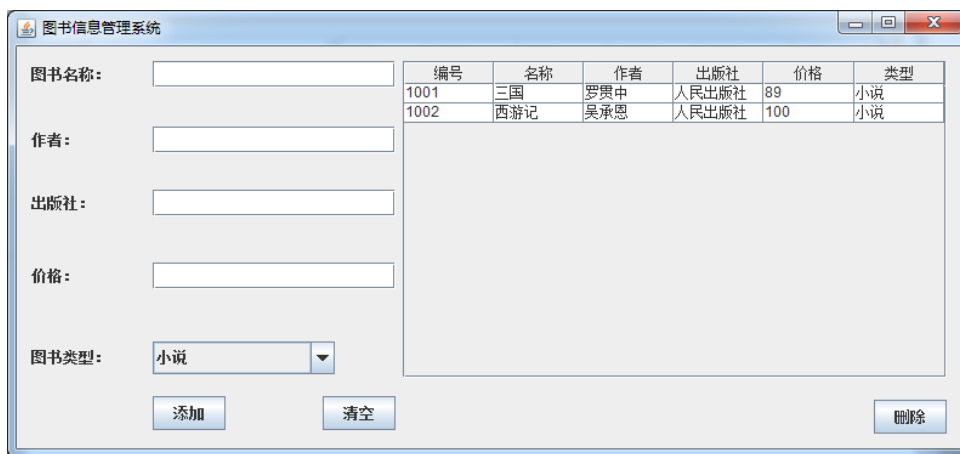 图书信息管理系统
图书名称：
作者：
出版社：
价格：
图书类型：
小说
添加
清空
编号 名称 作者 出版社 价格 类型
1001 三国 罗贯中 人民出版社 89 小说
1002 西游记 吴承恩 人民出版社 100 小说
删除